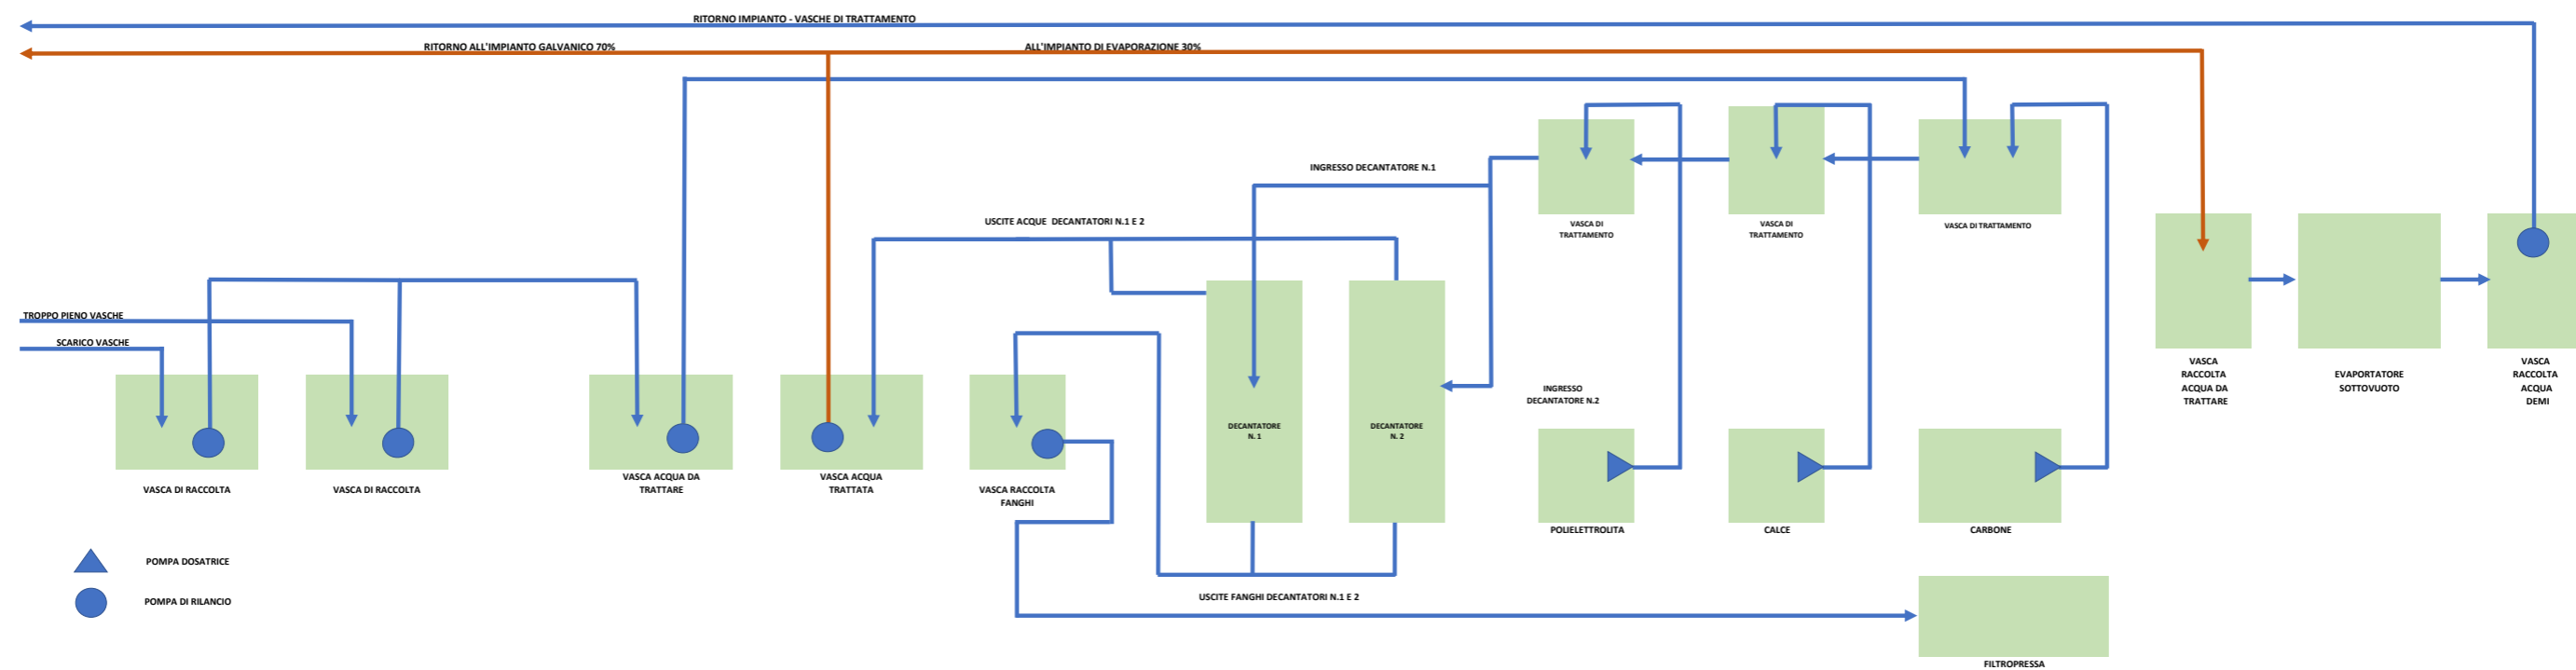 RITORNO IMPIANTO - VASCHE DI TRATTAMENTO
RITORNO ALL'IMPIANTO GALVANICO 70%
ALL'IMPIANTO DI EVAPORAZIONE 30%
INGRESSO DECANTATORE N.1
USCITE ACQUE DECANTATORI N.1 E 2
VASCA DI
TRATTAMENTO
VASCA DI
TRATTAMENTO
VASCA DI TRATTAMENTO
TROPPO PIENO VASCHE
SCARICO VASCHE
VASCA
RACCOLTA
ACQUA DA
TRATTARE
EVAPORTATORE
SOTTOVUOTO
VASCA
RACCOLTA
ACQUA
DEMI
INGRESSO
DECANTATORE N.2
DECANTATORE
N. 1
DECANTATORE
N. 2
VASCA DI RACCOLTA
VASCA DI RACCOLTA
VASCA ACQUA DA
TRATTARE
VASCA ACQUA
TRATTATA
VASCA RACCOLTA
FANGHI
POLIELETTROLITA
CALCE
CARBONE
POMPA DOSATRICE
POMPA DI RILANCIO
USCITE FANGHI DECANTATORI N.1 E 2
FILTROPRESSA